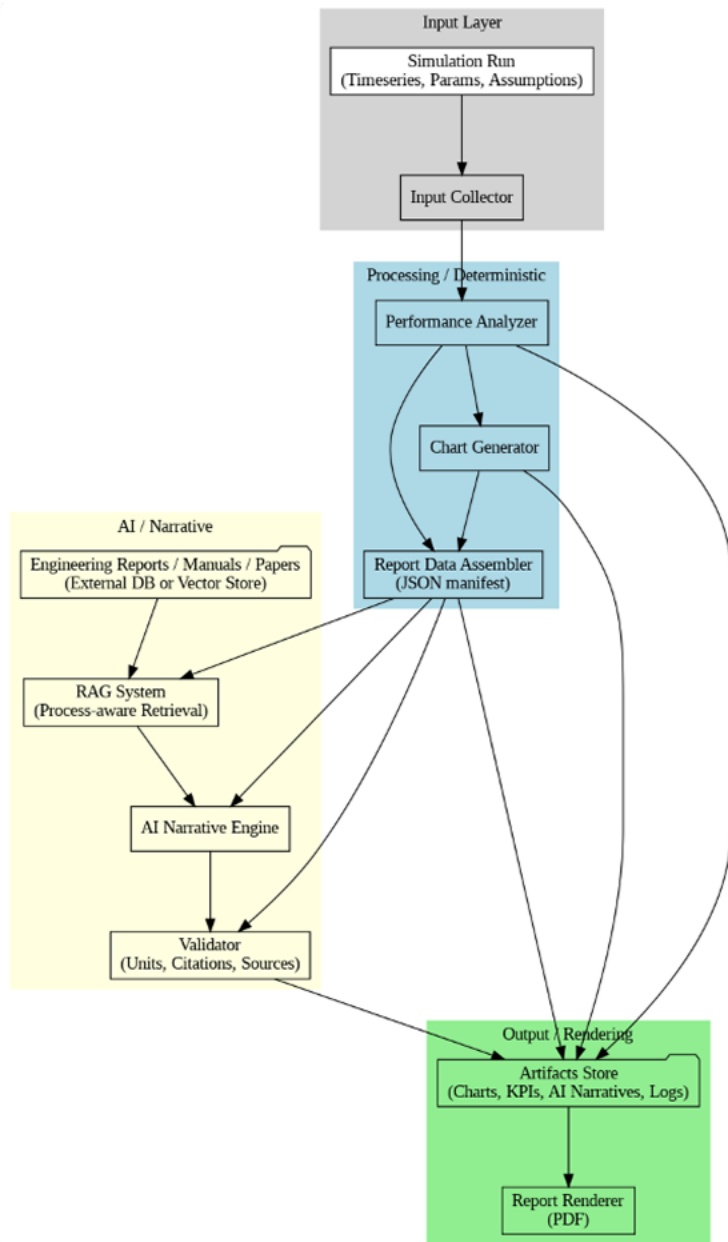 Input Layer
Simulation Run
(Timeseries, Params, Assumptions)
Input Collector
Processing / Deterministic
Performance Analyzer
Chart Generator
Report Data Assembler
(JSON manifest)
AI / Narrative
Engineering Reports / Manuals / Papers
(External DB or Vector Store)
RAG System
(Process-aware Retrieval)
AI Narrative Engine
Validator
(Units, Citations, Sources)
Output / Rendering
Artifacts Store
(Charts, KPIs, AI Narratives, Logs)
Report Renderer
(PDF)